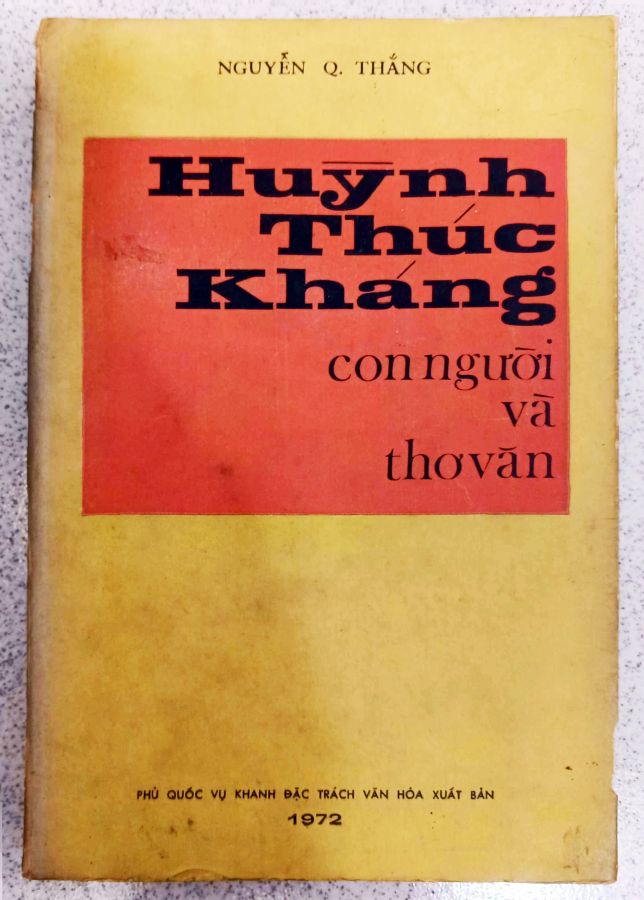 NGUYỄN Q. THẮNG
Huỳnh
Thúc
Kháng
con người
và
thơ văn
PHỦ QUỐC VỤ KHANH ĐẶC TRÁCH VĂN HÓA XUẤT BẢN
1972